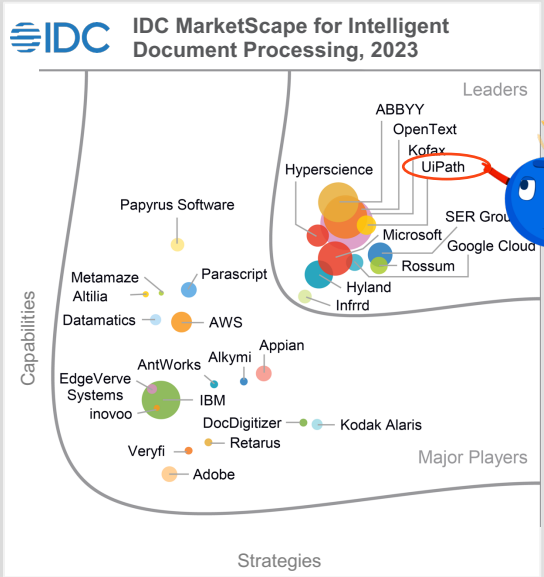 IDC
IDC MarketScape for Intelligent
Document Processing, 2023
Leaders
ABBYY
OpenText
Kofax
UiPath
Hyperscience
Papyrus Software
SER
Microsoft
Google Cloud
Metamaze
Parascript
Rossum
Altilia
Hyland
Infrrd
Datamatics
AWS
Capabilities
Appian
Alkymi
AntWorks
EdgeVerve
Systems
IBM
inovoo
DocDigitizer
Kodak Alaris
Retarus
Veryfi
Major Players
Adobe
Strategies